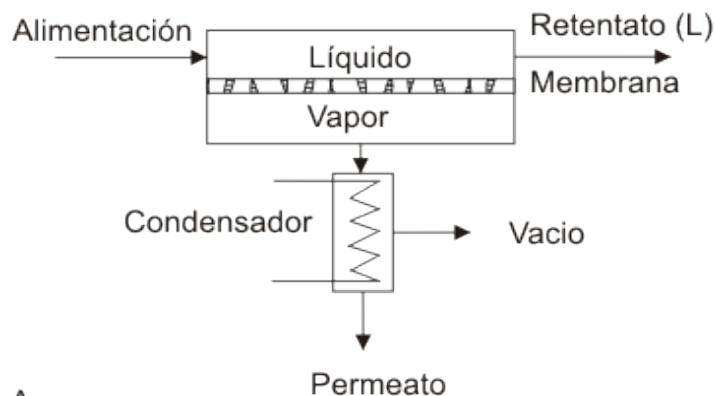 Alimentación
Retentato (L)
Líquido
Membrana
Vapor
Condensador
Vacio
Permeato